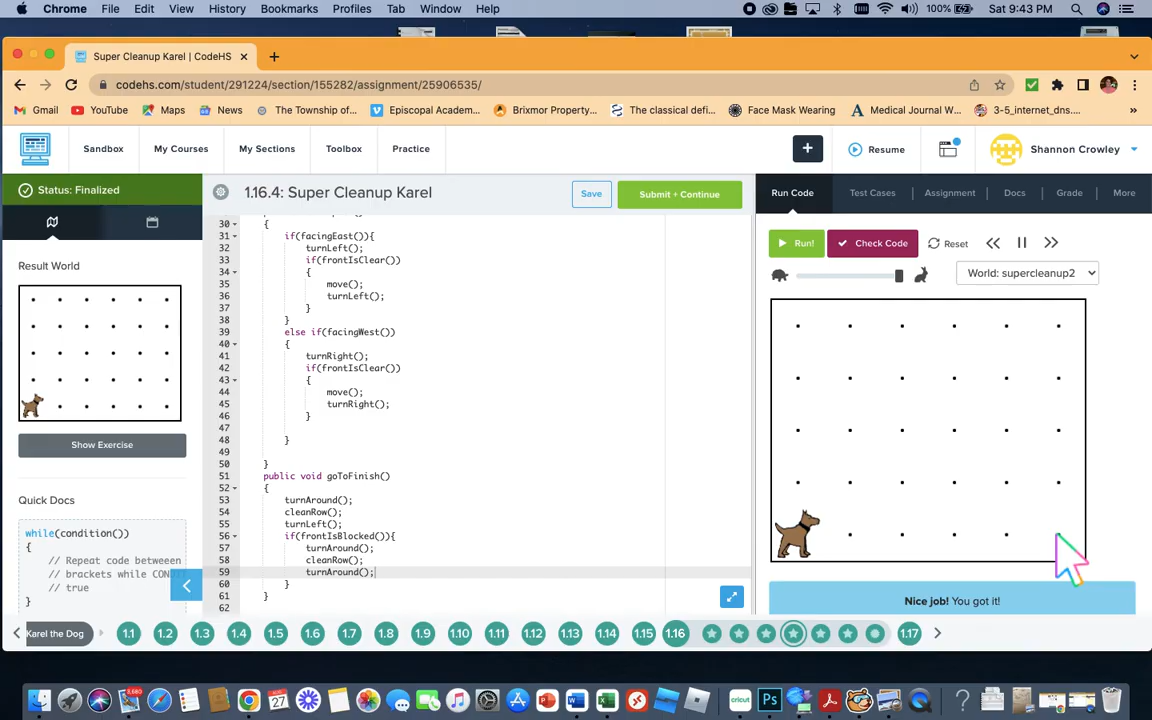 Chrome File Edit View History Bookmarks Profiles Tab Window Help 100% Sat 9:43 PM
Super Cleanup Karel | CodeHS
codehs.com/student/291224/section/155282/assignment/25906535/
Gmail YouTube Maps News The Township of... Episcopal Academ... Brixmor Property... The classical defi... Face Mask Wearing Medical Journal W... 3-5_internet_dns....
Sandbox My Courses My Sections Toolbox Practice Resume Shannon Crowley
Status: Finalized
1.16.4: Super Cleanup Karel
Save
Submit + Continue
Run Code Test Cases Assignment Docs Grade More
Result World
Show Exercise
Quick Docs
while(condition())
{
// Repeat code betweeen
// brackets while CON
// true
}
30 {
31 if(facingEast()){
32 turnLeft();
33 if(frontIsClear())
34 {
35 move();
36 turnLeft();
37 }
38 }
39 else if(facingWest())
40 {
41 turnRight();
42 if(frontIsClear())
43 {
44 move();
45 turnRight();
46 }
47
48 }
49
50 }
51 public void goToFinish()
52 {
53 turnAround();
54 cleanRow();
55 turnLeft();
56 if(frontIsBlocked()){
57 turnAround();
58 cleanRow();
59 turnAround();
60 }
61 }
62
Run! Check Code Reset
World: supercleanup2
Nice job! You got it!
Karel the Dog 1.1 1.2 1.3 1.4 1.5 1.6 1.7 1.8 1.9 1.10 1.11 1.12 1.13 1.14 1.15 1.16 1.17